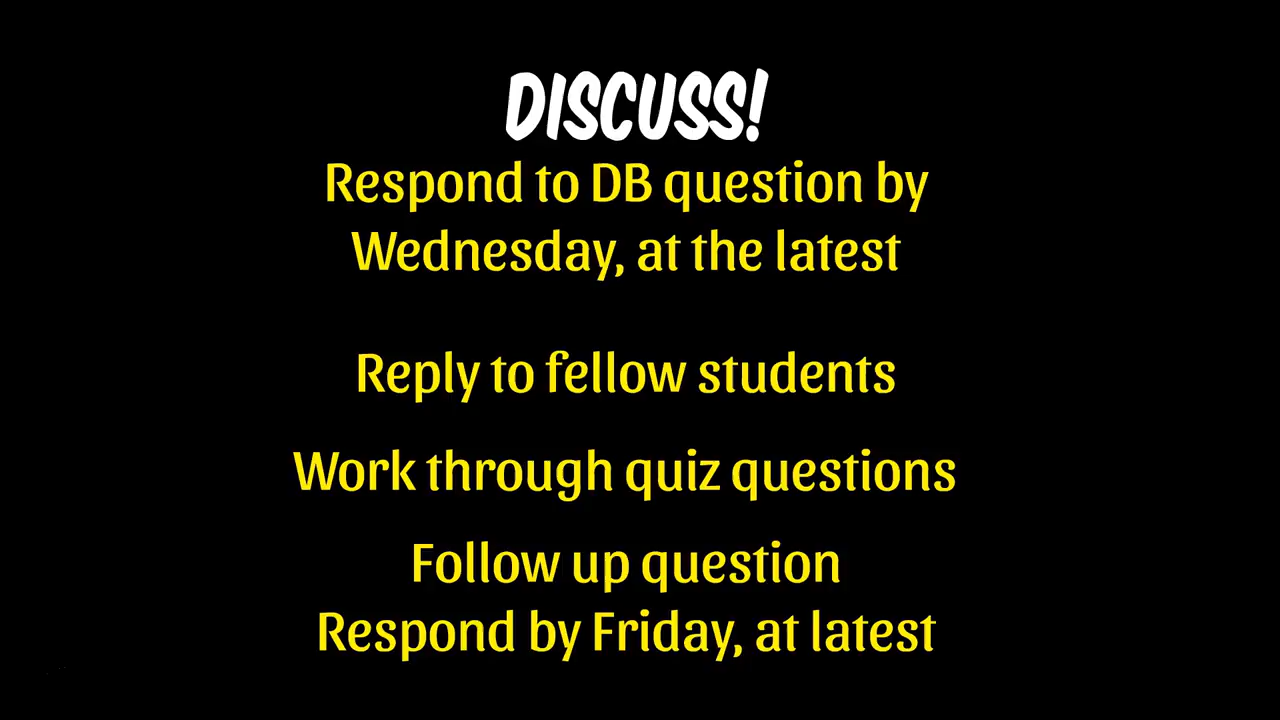 DISCUSS!
Respond to DB question by
Wednesday, at the latest
Reply to fellow students
Work through quiz questions
Follow up question
Respond by Friday, at latest